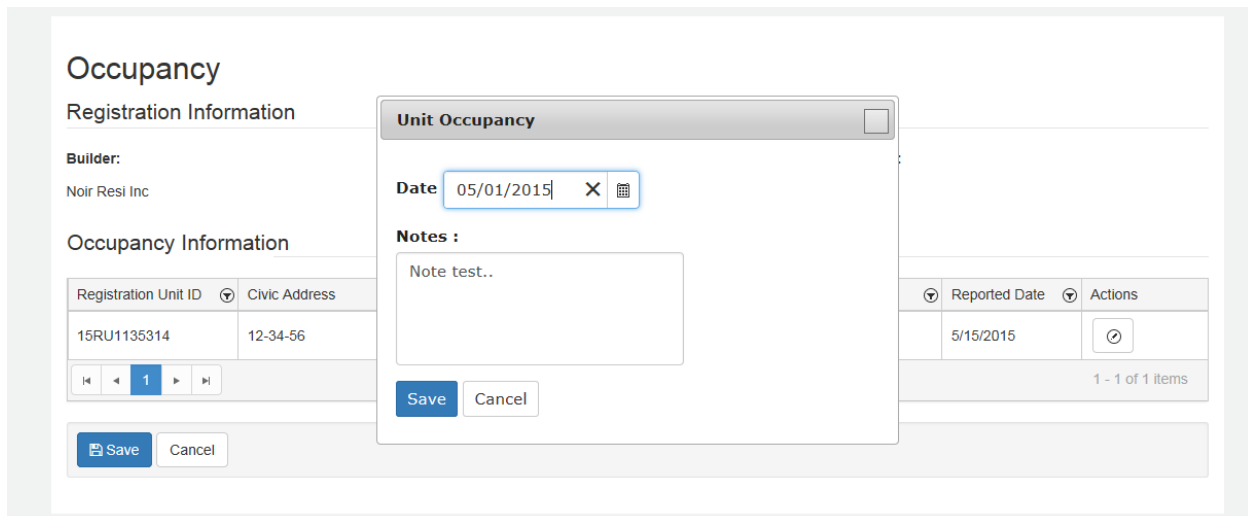 Occupancy
Registration Information
Builder:
Noir Resi Inc
Occupancy Information
Registration Unit ID Civic Address Reported Date Actions
15RU1135314 12-34-56 5/15/2015
1
1 - 1 of 1 items
Save Cancel
Unit Occupancy
Date 05/01/2015
Notes :
Note test..
Save Cancel